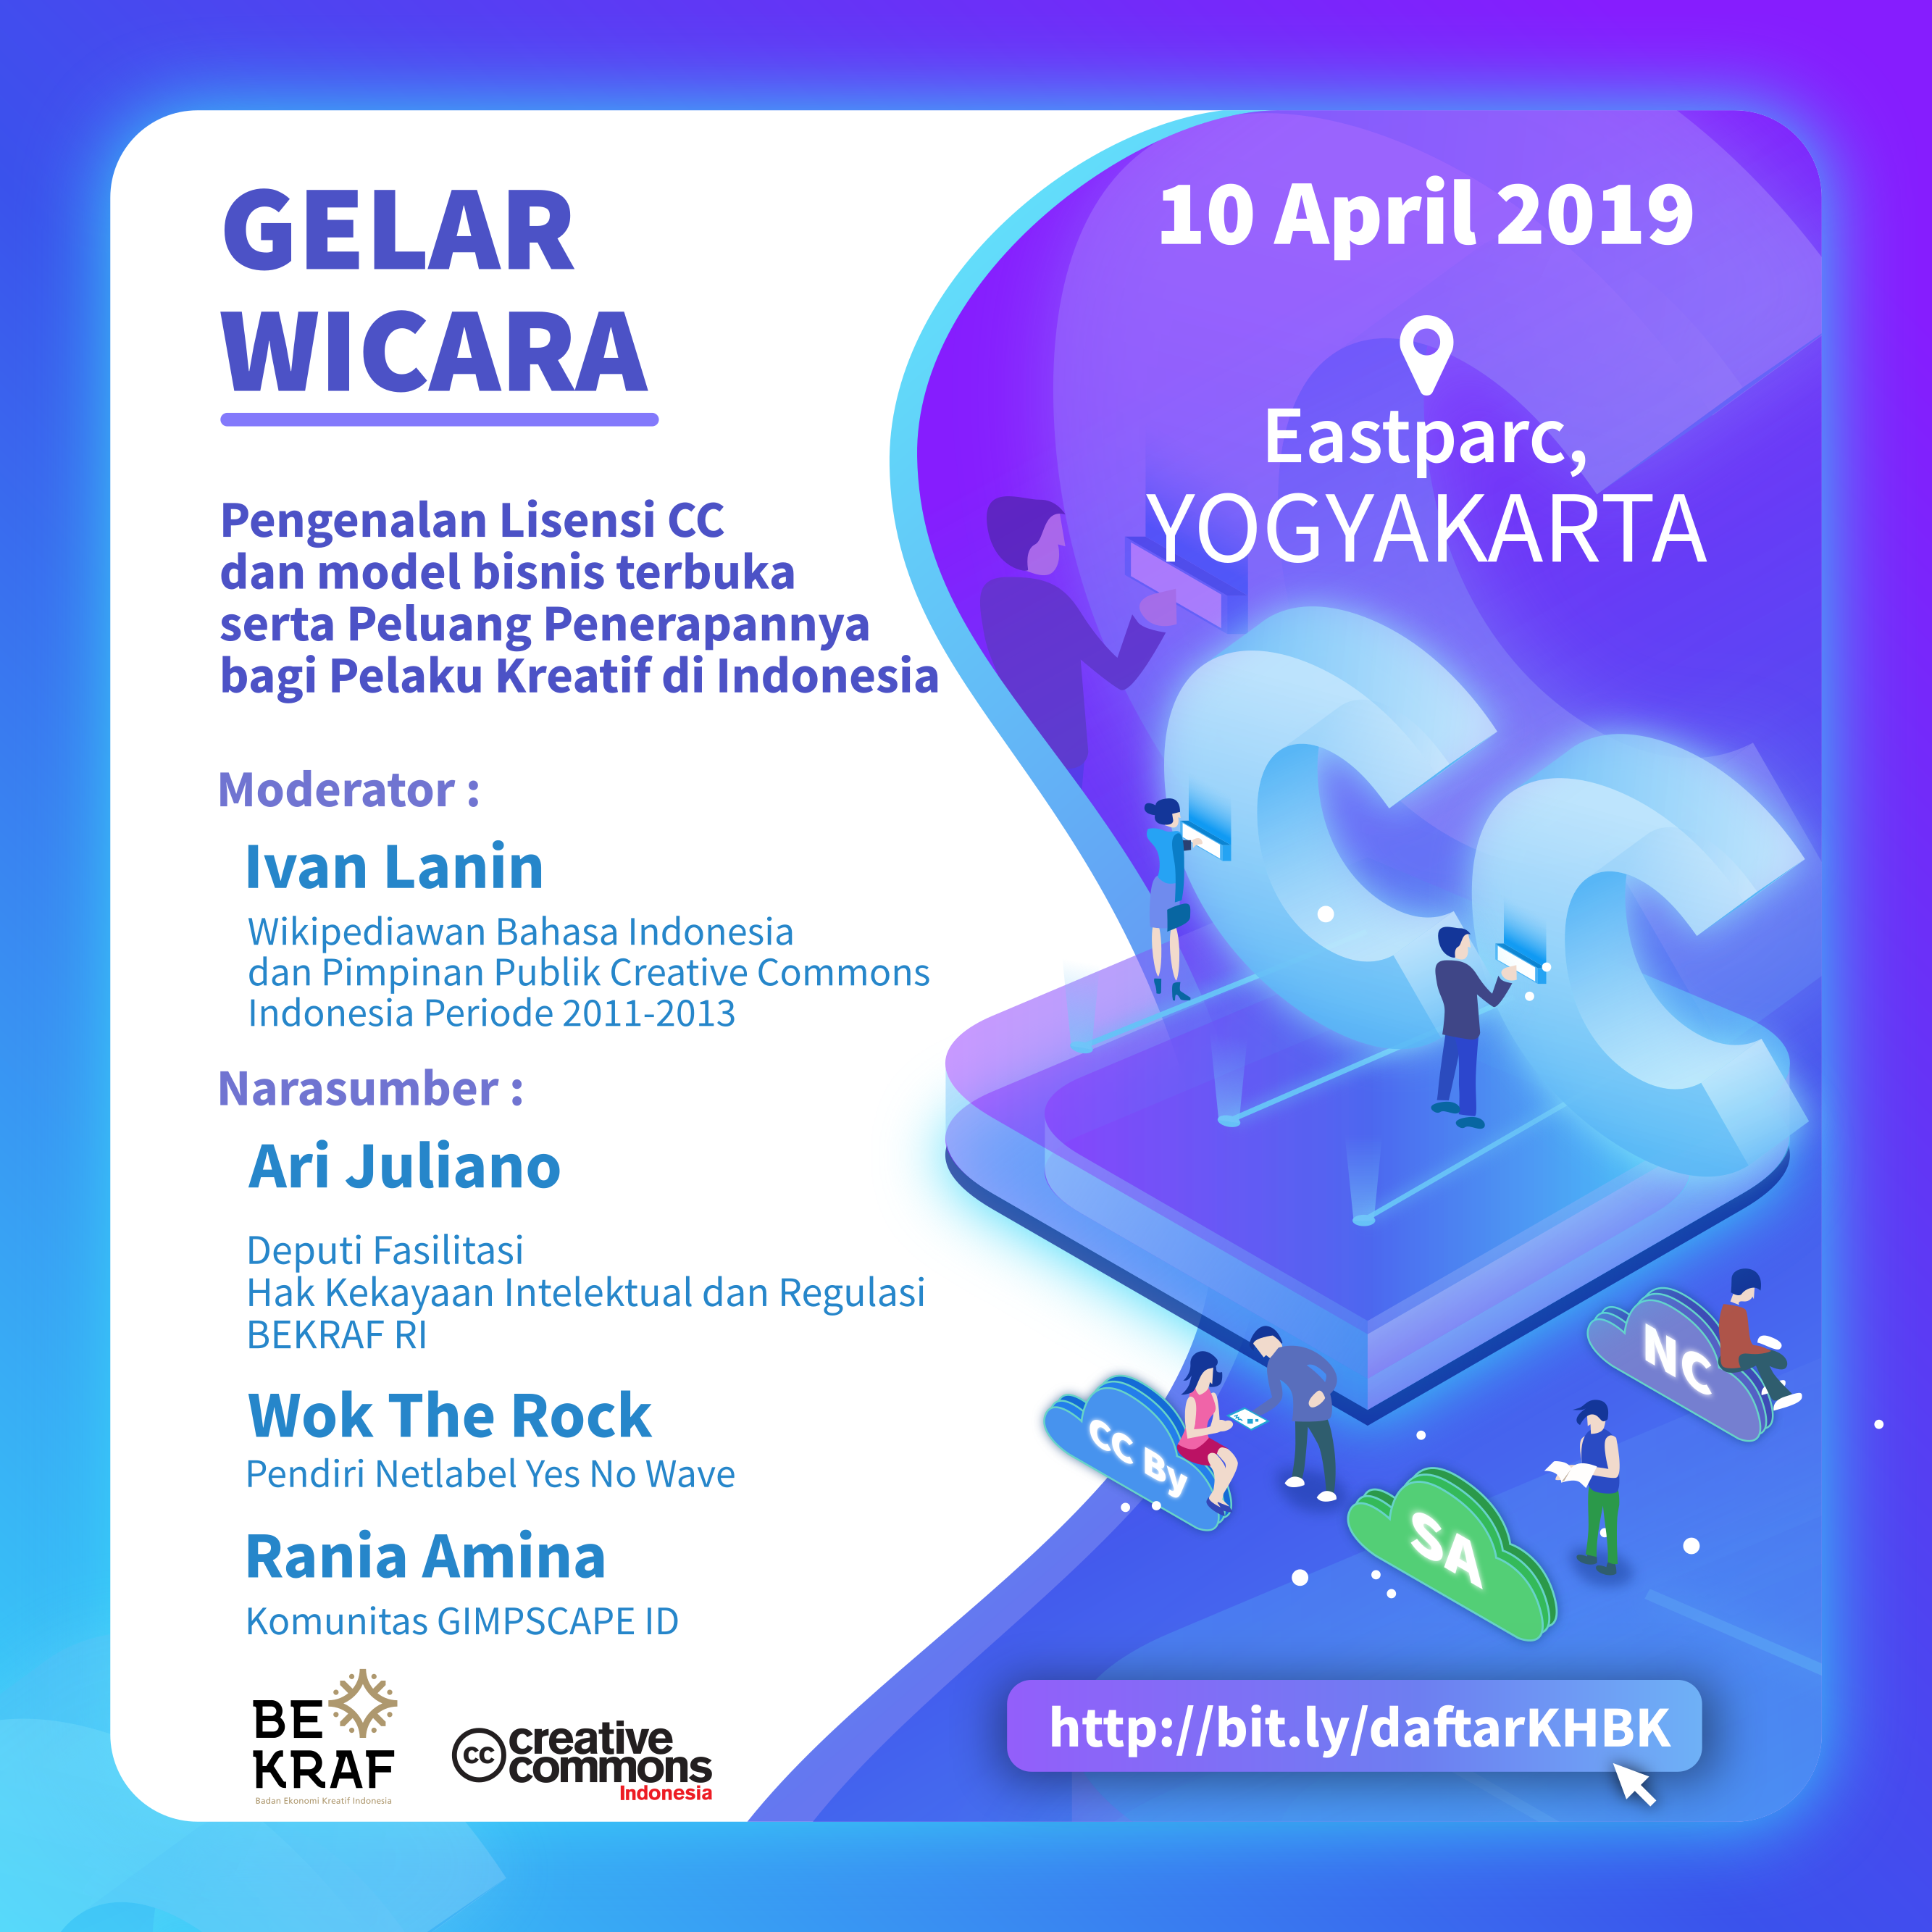 GELAR
WICARA
Pengenalan Lisensi CC
dan model bisnis terbuka
serta Peluang Penerapannya
bagi Pelaku Kreatif di Indonesia
Moderator :
Ivan Lanin
Wikipediawan Bahasa Indonesia
dan Pimpinan Publik Creative Commons
Indonesia Periode 2011-2013
Narasumber :
Ari Juliano
Deputi Fasilitasi
Hak Kekayaan Intelektual dan Regulasi
BEKRAF RI
Wok The Rock
Pendiri Netlabel Yes No Wave
Rania Amina
Komunitas GIMPSCAPE ID
BE
KRAF
Badan Ekonomi Kreatif Indonesia
cc creative
commons
Indonesia
10 April 2019
Eastparc,
YOGYAKARTA
CC
NC
CC By
SA
http://bit.ly/daftarKHBK